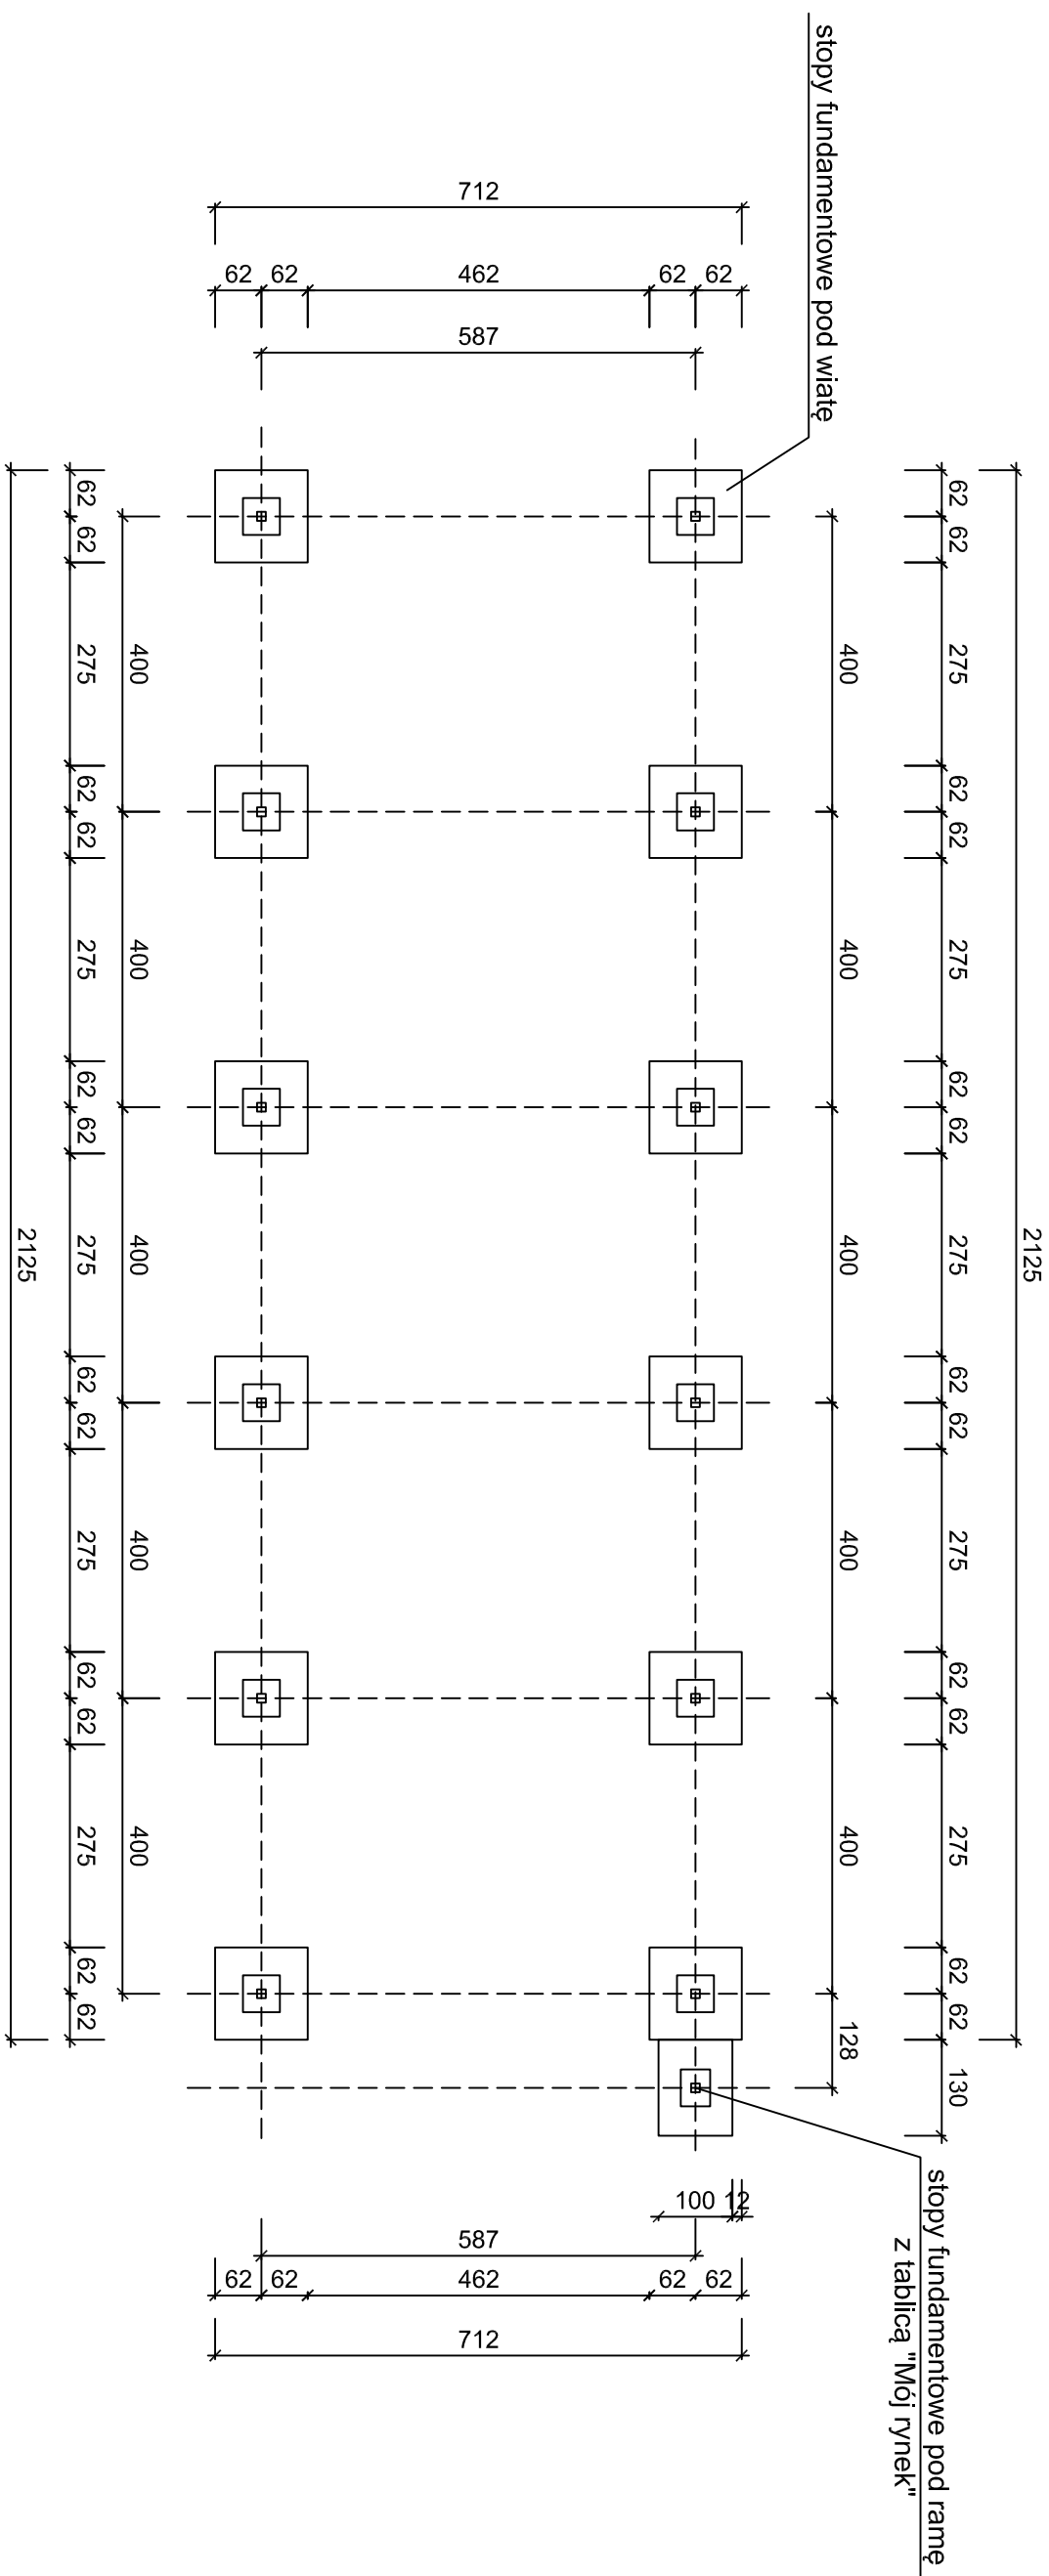 stopy fundamentowe pod wiatę
712
62 62 462 62 62
587
2125
62 62 275 62 62 275 62 62 275 62 62 275 62 62 275 62 62 130
400 400 400 400 400 128
400 400 400 400 400
62 62 275 62 62 275 62 62 275 62 62 275 62 62 275 62 62
2125
100 12
587
62 62 462 62 62
712
stopy fundamentowe pod ramę
z tablicą "Mój rynek"